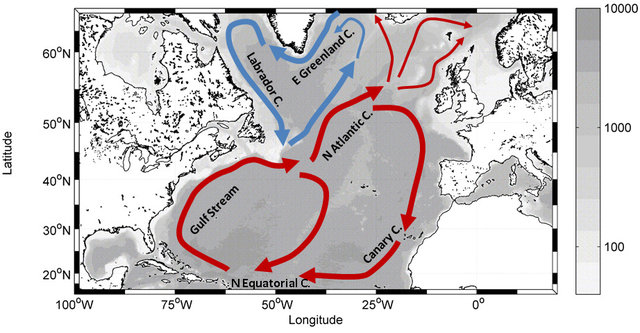 60°N
50°N
40°N
30°N
20°N
Latitude
100°W
75°W
50°W
25°W
0°
Longitude
Labrador C.
E Greenland C.
N Atlantic C.
Gulf Stream
Canary C.
N Equatorial C.
10000
1000
100